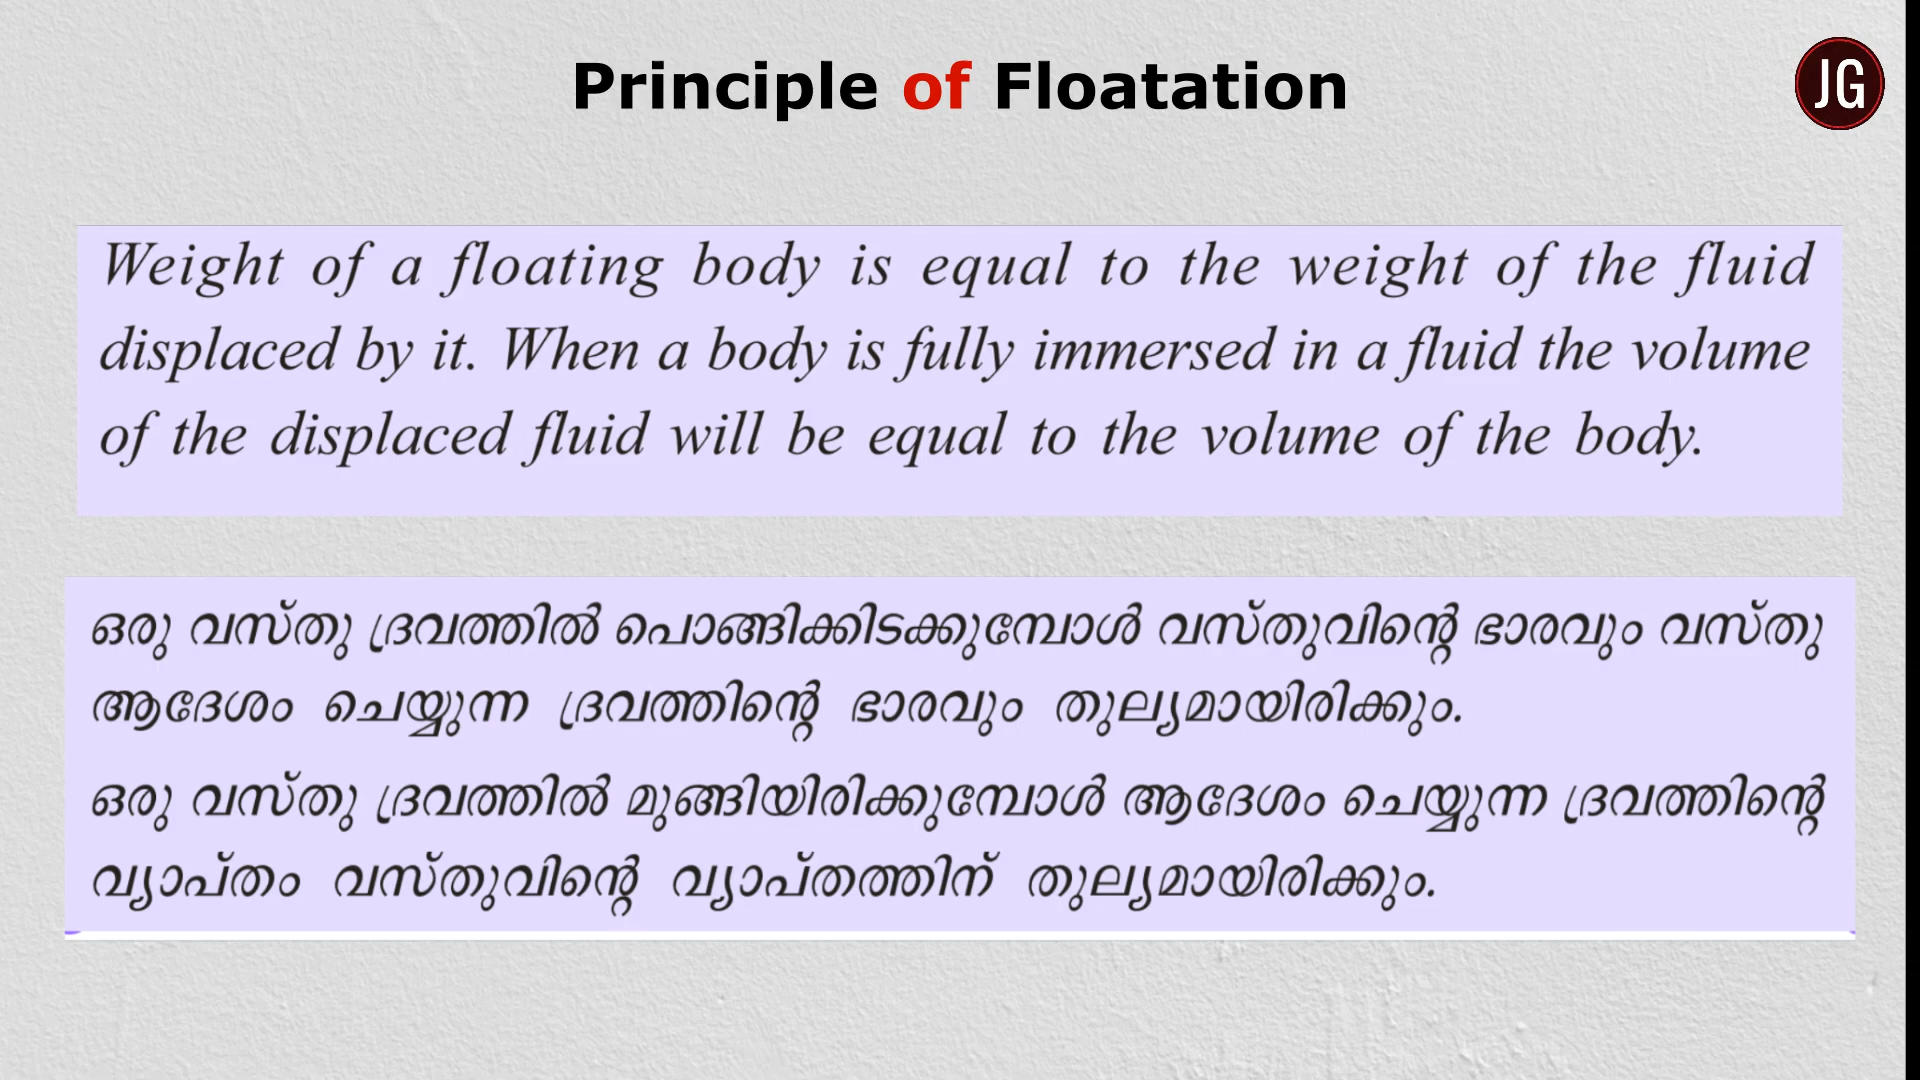 Principle of Floatation
JG
Weight of a floating body is equal to the weight of the fluid
displaced by it. When a body is fully immersed in a fluid the volume
of the displaced fluid will be equal to the volume of the body.
ഒരു വസ്തു ദ്രവത്തിൽ പൊങ്ങിക്കിടക്കുമ്പോൾ വസ്തുവിന്റെ ഭാരവും വസ്തു
ആദേശം ചെയ്യുന്ന ദ്രവത്തിന്റെ ഭാരവും തുല്യമായിരിക്കും.
ഒരു വസ്തു ദ്രവത്തിൽ മുങ്ങിയിരിക്കുമ്പോൾ ആദേശം ചെയ്യുന്ന ദ്രവത്തിന്റെ
വ്യാപ്തം വസ്തുവിന്റെ വ്യാപ്തത്തിന് തുല്യമായിരിക്കും.